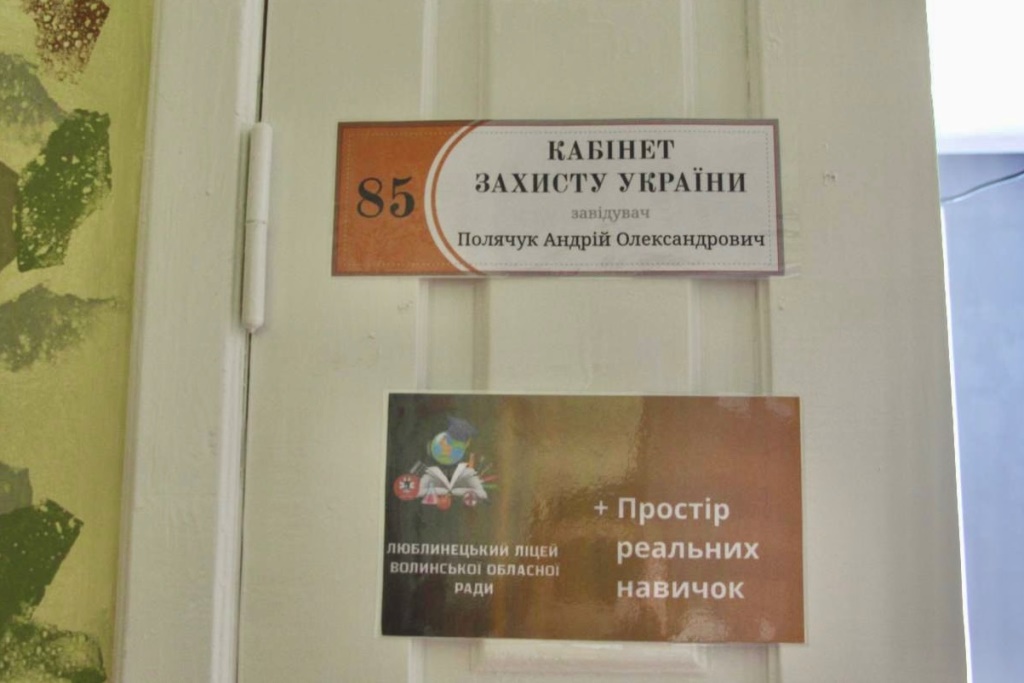 85
КАБІНЕТ
ЗАХИСТУ УКРАЇНИ
завідувач
Полячук Андрій Олександрович
ЛЮБЛИНЕЦЬКИЙ ЛІЦЕЙ
ВОЛИНСЬКОЇ ОБЛАСНОЇ
РАДИ
+ Простір
реальних
навичок